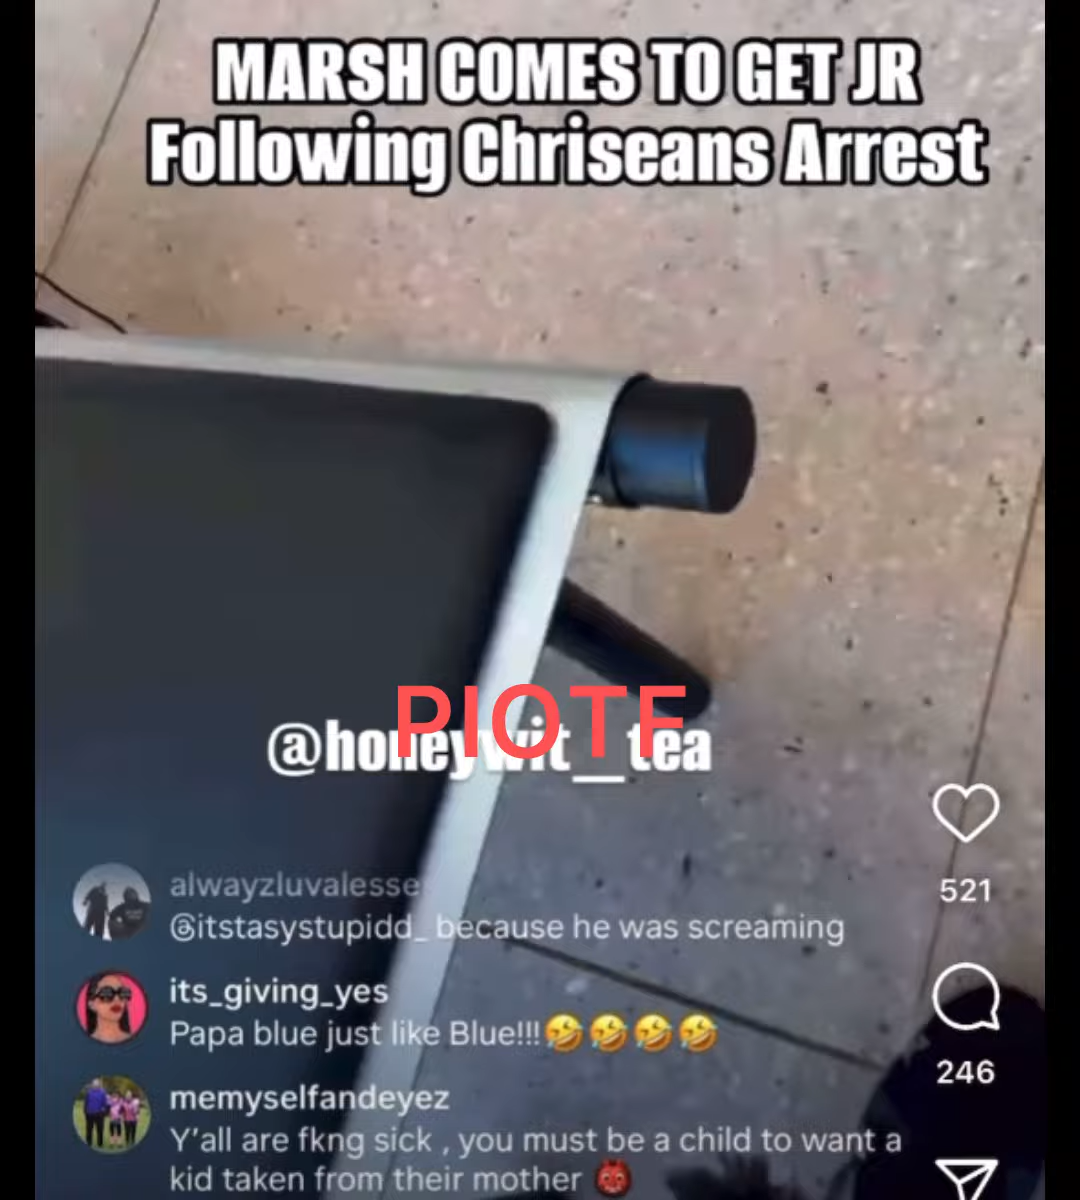 MARSH COMES TO GET JR
Following Chriseans Arrest
PIOTF
@honeywit__tea
alwayzluvalesse
@itstasystupidd_ because he was screaming
its_giving_yes
Papa blue just like Blue!!!🤣🤣🤣🤣
521
memyselfandeyez
Y'all are fkng sick , you must be a child to want a
kid taken from their mother 👹
246